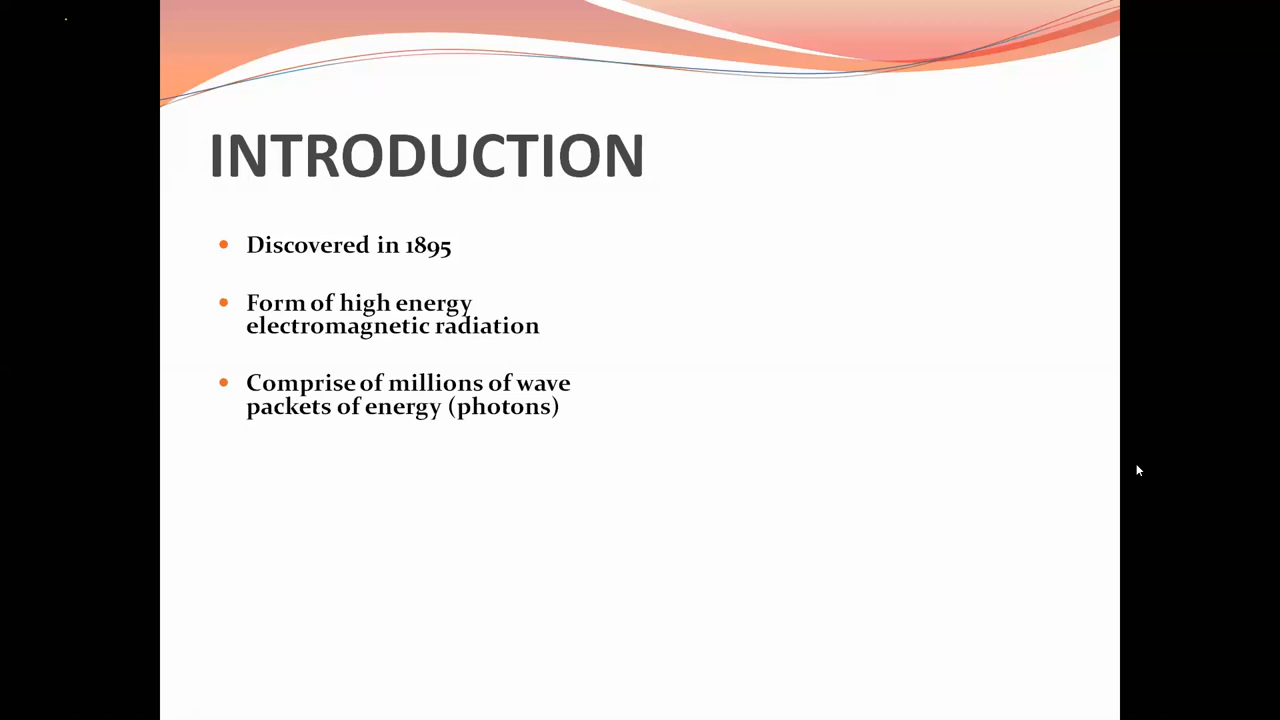 INTRODUCTION
Discovered in 1895
Form of high energy
electromagnetic radiation
Comprise of millions of wave
packets of energy (photons)